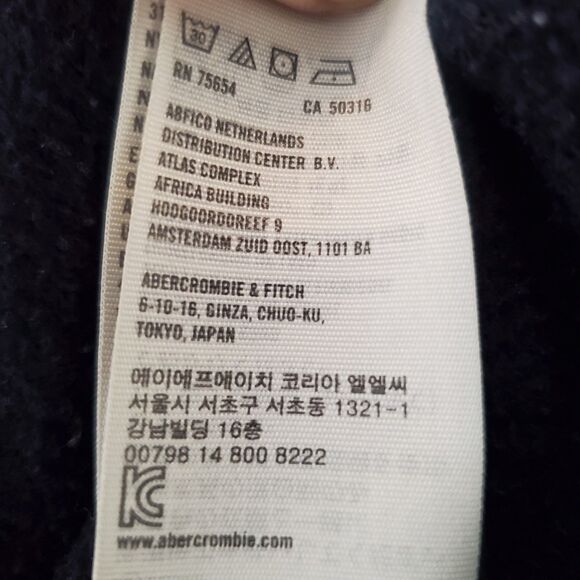 30
RN 75654
CA 50316
A&FICO NETHERLANDS
DISTRIBUTION CENTER B.V.
ATLAS COMPLEX
AFRICA BUILDING
HOOGOORDDREEF 9
AMSTERDAM ZUID OOST, 1101 BA
ABERCROMBIE & FITCH
6-10-16, GINZA, CHUO-KU,
TOKYO, JAPAN
에이에프에이치 코리아 엘엘씨
서울시 서초구 서초동 1321-1
강남빌딩 16층
00798 14 800 8222
KC
www.abercrombie.com